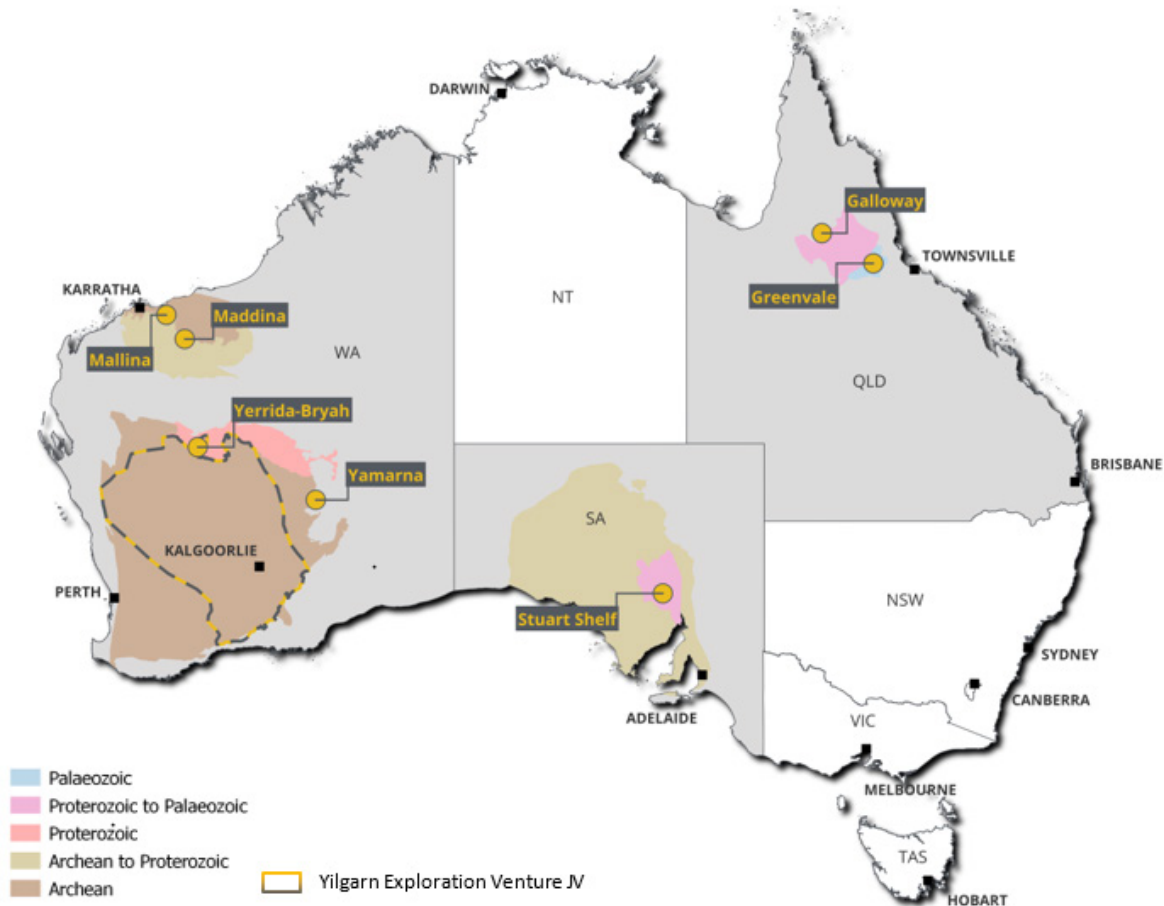 DARWIN
Galloway
TOWNSVILLE
Greenvale
KARRATHA
Maddina
Mallina
NT
WA
QLD
Yerrida-Bryah
Yamarna
BRISBANE
SA
KALGOORLIE
PERTH
Stuart Shelf
NSW
SYDNEY
CANBERRA
ADELAIDE
VIC
MELBOURNE
TAS
HOBART
Palaeozoic
Proterozoic to Palaeozoic
Proterozoic
Archean to Proterozoic
Archean
Yilgarn Exploration Venture JV